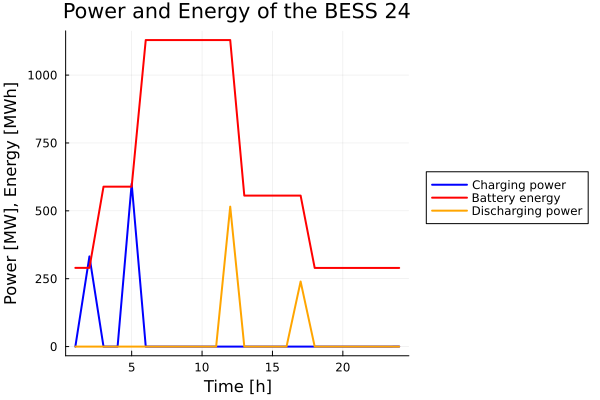 Power and Energy of the BESS 24
Power [MW], Energy [MWh]
1000
750
500
250
0
5
10
15
20
Time [h]
Charging power
Battery energy
Discharging power